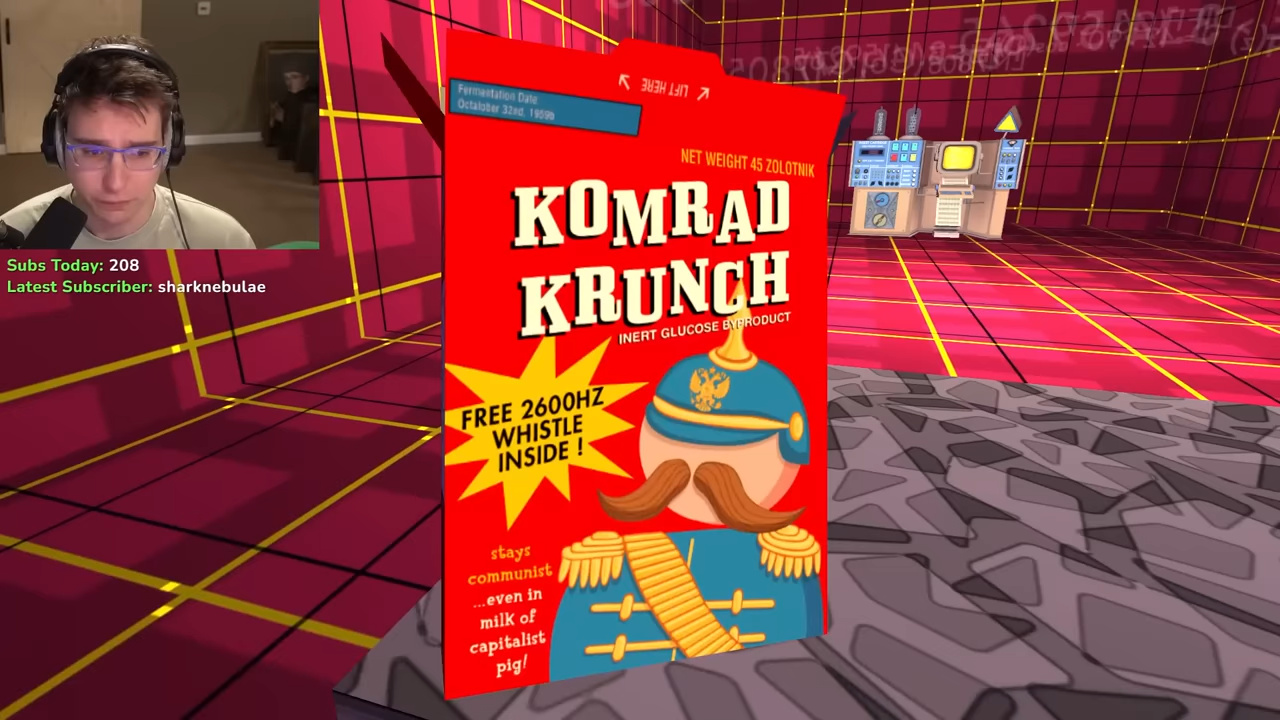 Subs Today: 208
Latest Subscriber: sharknebulae
LIFT HERE
Fermentation Date
Octalober 32nd, 1959b
NET WEIGHT 45 ZOLOTNIK
KOMRAD
KRUNCH
INERT GLUCOSE BYPRODUCT
FREE 2600HZ
WHISTLE
INSIDE !
stays
communist
...even in
milk of
capitalist
pig!